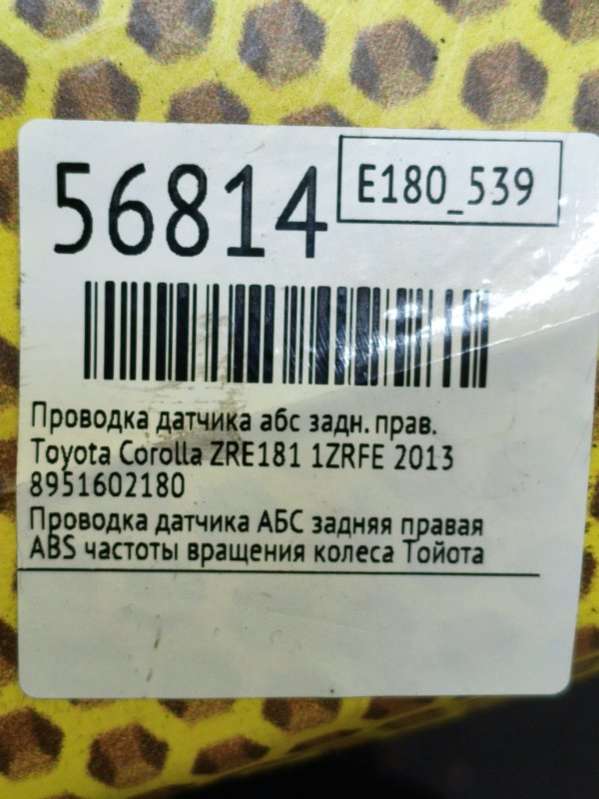 56814
E180_539
Проводка датчика абс задн. прав.
Toyota Corolla ZRE181 1ZRFE 2013
8951602180
Проводка датчика АБС задняя правая
ABS частоты вращения колеса Тойота